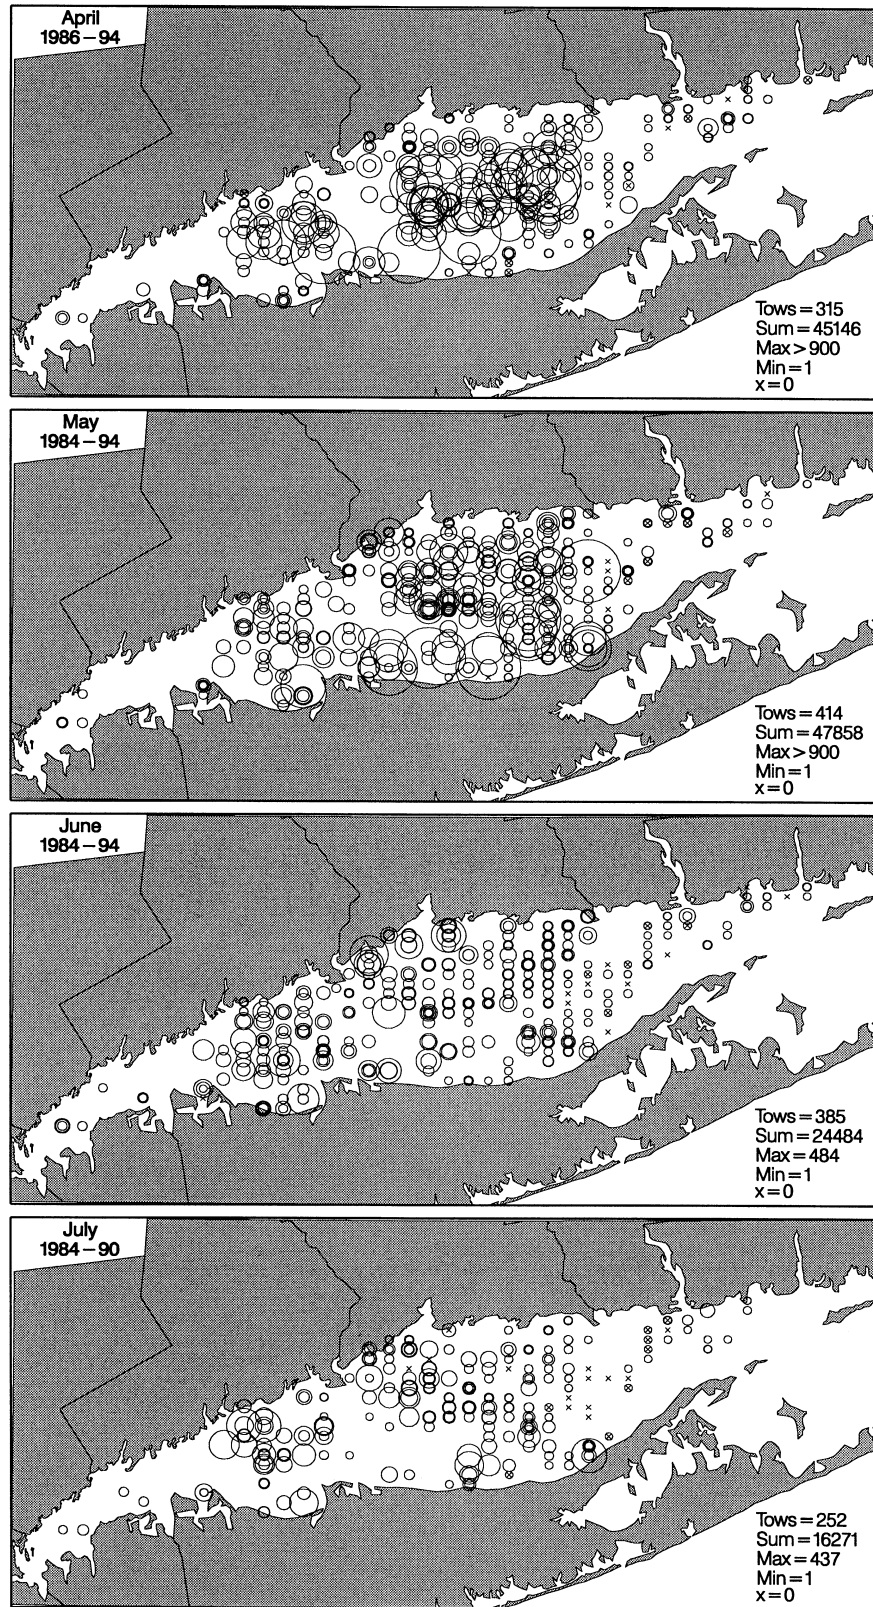 April
1986–94
Tows=315
Sum=45146
Max>900
Min=1
x=0
May
1984–94
Tows=414
Sum=47858
Max>900
Min=1
x=0
June
1984–94
Tows=385
Sum=24484
Max=484
Min=1
x=0
July
1984–90
Tows=252
Sum=16271
Max=437
Min=1
x=0